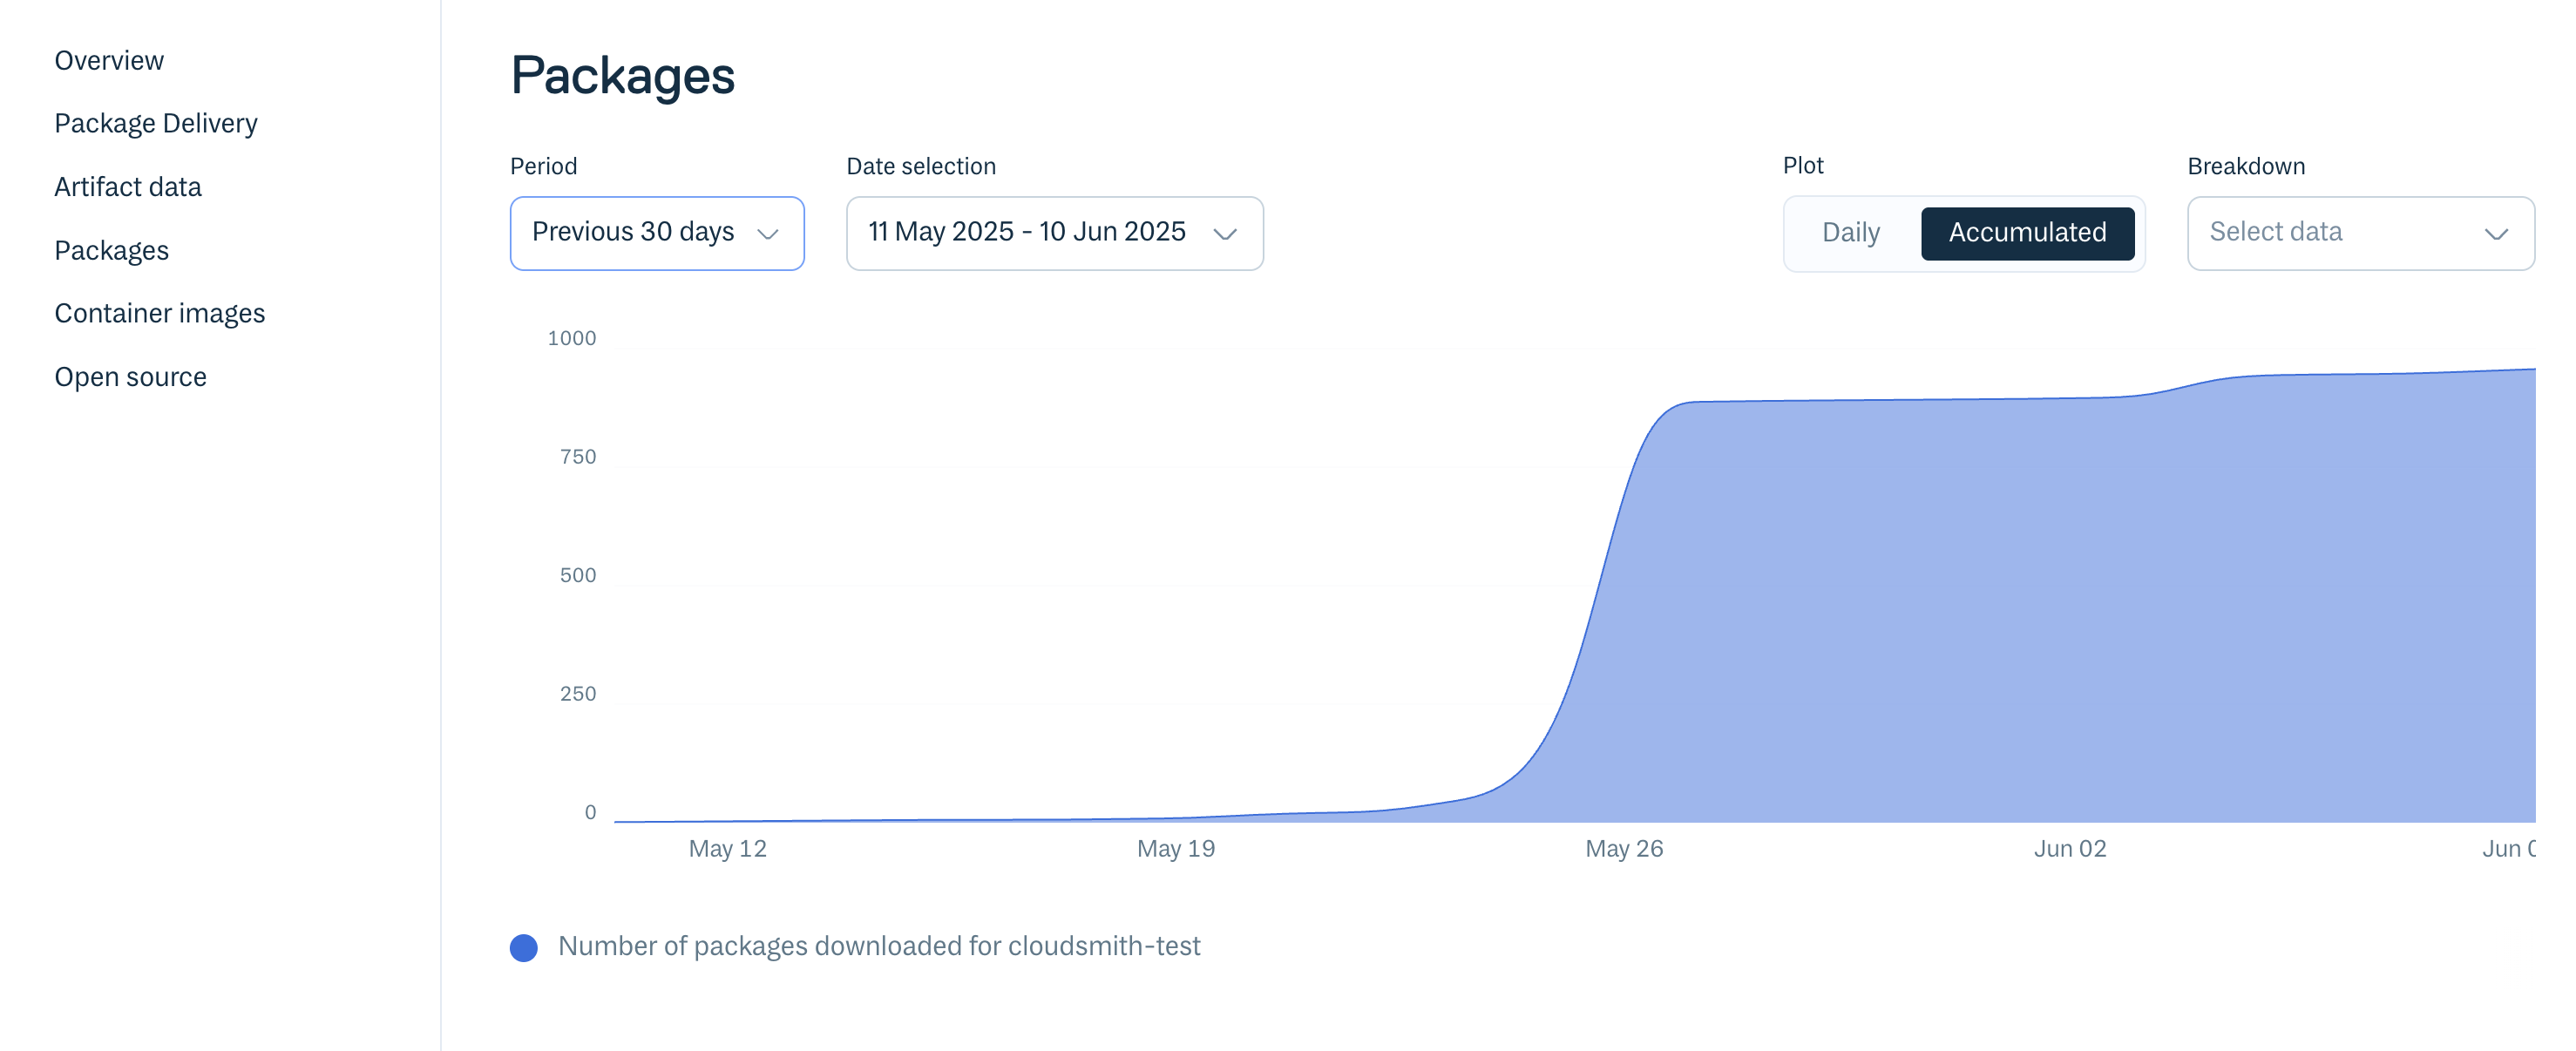 Overview
Package Delivery
Artifact data
Packages
Container images
Open source
Packages
Period
Date selection
Plot
Breakdown
Previous 30 days
11 May 2025 - 10 Jun 2025
Daily
Accumulated
Select data
1000
750
500
250
0
May 12
May 19
May 26
Jun 02
Jun
Number of packages downloaded for cloudsmith-test